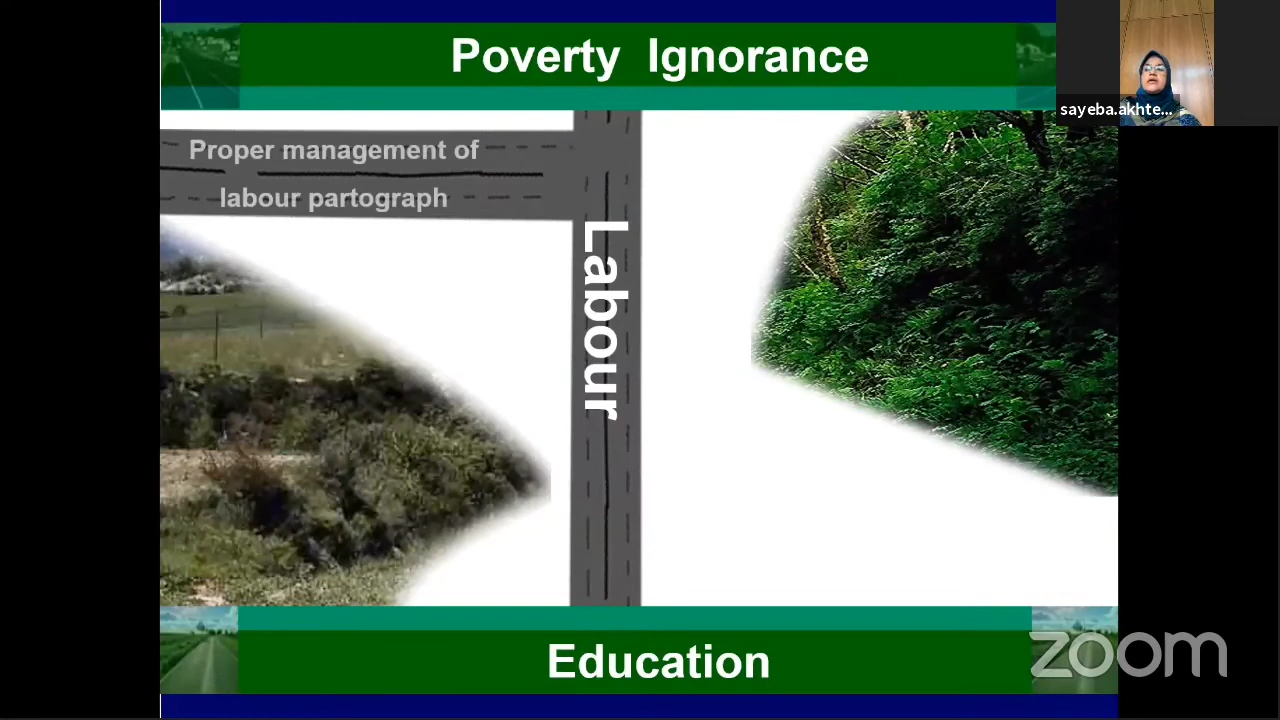 Poverty Ignorance
sayeba.akhte...
Proper management of
labour partograph
Labour
Education
zoom